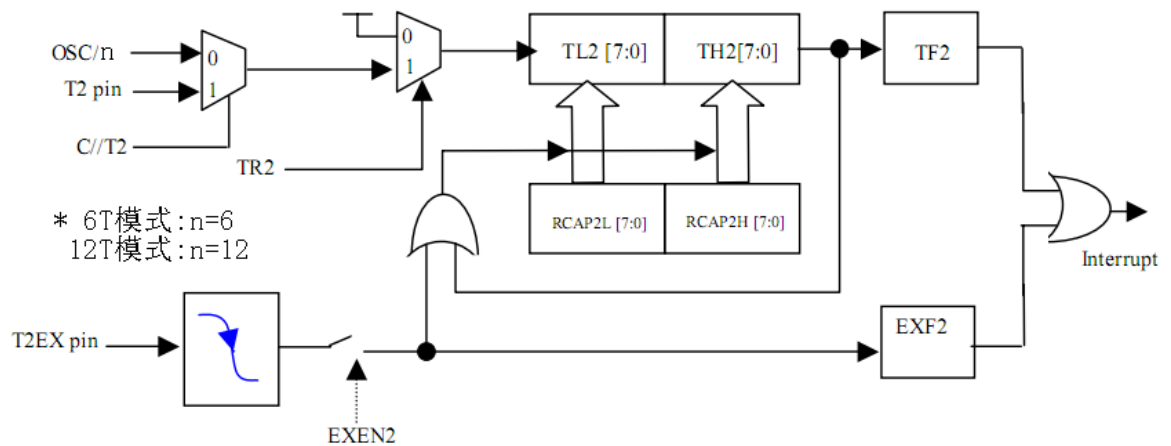 OSC/n
0
1
T2 pin
C//T2
0
1
TR2
TL2 [7:0]
TH2[7:0]
TF2
RCAP2L [7:0]
RCAP2H [7:0]
* 6T模式:n=6
12T模式:n=12
Interrupt
T2EX pin
EXF2
EXEN2